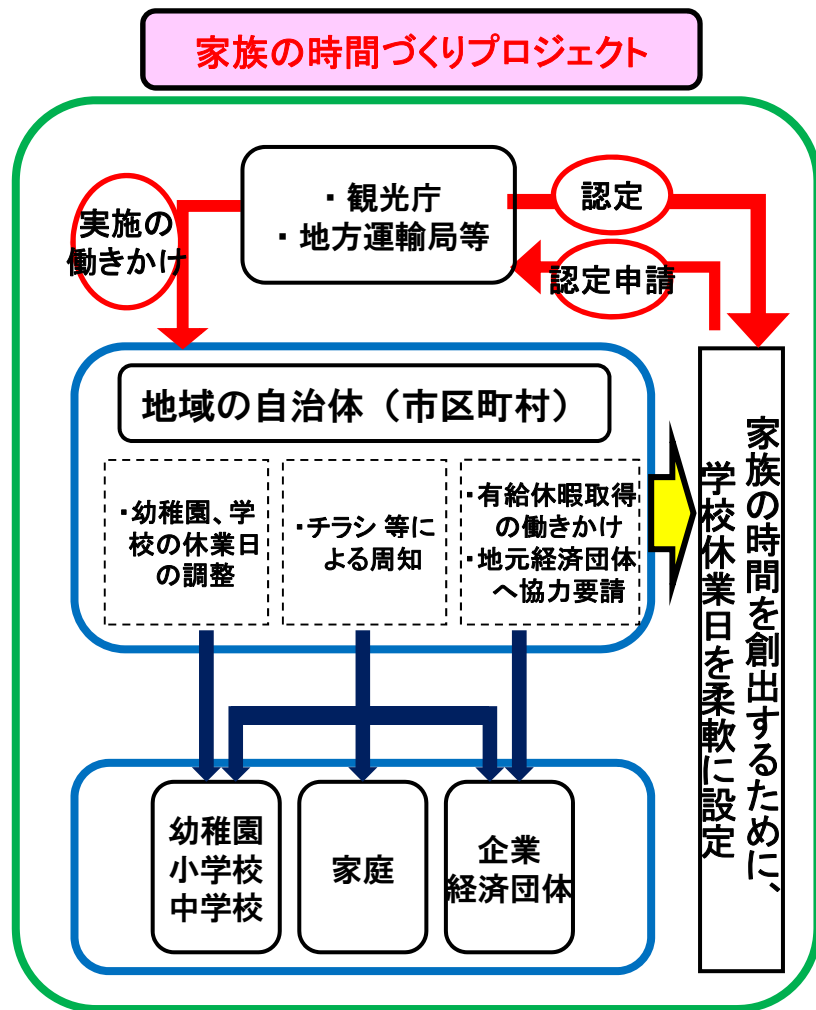 家族の時間づくりプロジェクト
・観光庁
・地方運輸局等
認定
実施の
働きかけ
認定申請
地域の自治体（市区町村）
・幼稚園、学
校の休業日
の調整
・チラシ等に
よる周知
・有給休暇取得
の働きかけ
・地元経済団体
へ協力要請
家族の時間を創出するために、
学校休業日を柔軟に設定
幼稚園
小学校
中学校
家庭
企業
経済団体